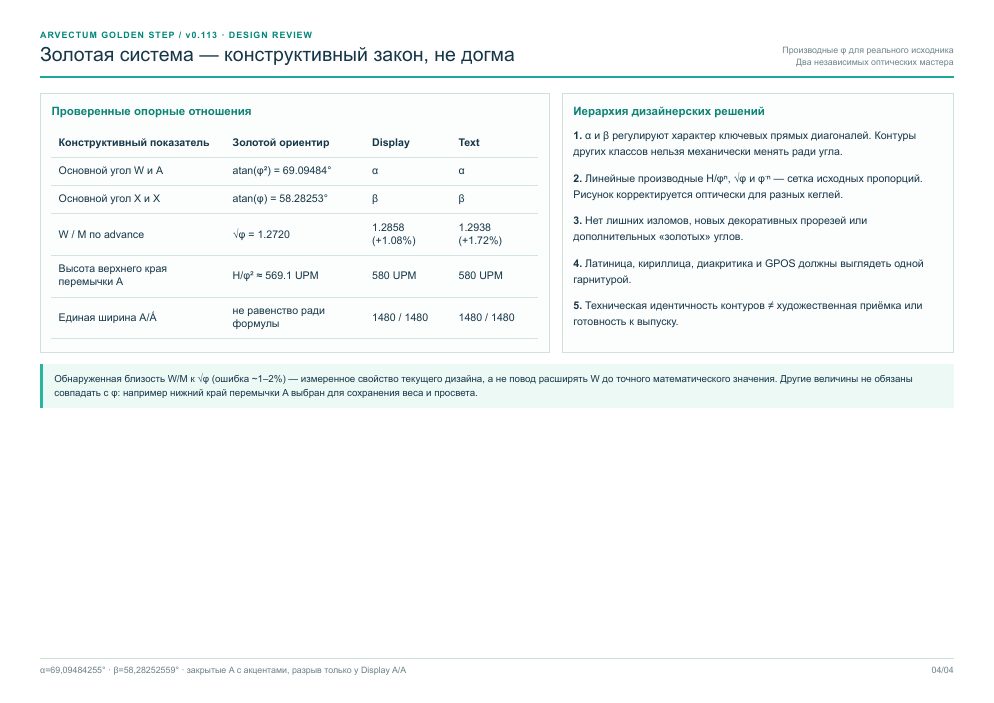 ARVECTUM GOLDEN STEP / v0.113 · DESIGN REVIEW
Золотая система — конструктивный закон, не догма
Производные φ для реального исходника
Два независимых оптических мастера
Проверенные опорные отношения
Конструктивный показатель Золотой ориентир Display Text
Основной угол W и A atan(φ²) = 69.09484° α α
Основной угол X и Х atan(φ) = 58.28253° β β
W / M по advance √φ = 1.2720 1.2858 (+1.08%) 1.2938 (+1.72%)
Высота верхнего края перемычки A H/φ² ≈ 569.1 UPM 580 UPM 580 UPM
Единая ширина A/Á не равенство ради формулы 1480 / 1480 1480 / 1480
Иерархия дизайнерских решений
1. α и β регулируют характер ключевых прямых диагоналей. Контуры
других классов нельзя механически менять ради угла.
2. Линейные производные H/φⁿ, √φ и φ⁻ⁿ — сетка исходных пропорций.
Рисунок корректируется оптически для разных кеглей.
3. Нет лишних изломов, новых декоративных прорезей или
дополнительных «золотых» углов.
4. Латиница, кириллица, диакритика и GPOS должны выглядеть одной
гарнитурой.
5. Техническая идентичность контуров ≠ художественная приёмка или
готовность к выпуску.
Обнаруженная близость W/M к √φ (ошибка ~1–2%) — измеренное свойство текущего дизайна, а не повод расширять W до точного математического значения. Другие величины не обязаны
совпадать с φ: например нижний край перемычки A выбран для сохранения веса и просвета.
α=69,09484255° · β=58,28252559° · закрытые A с акцентами, разрыв только у Display A/А
04/04